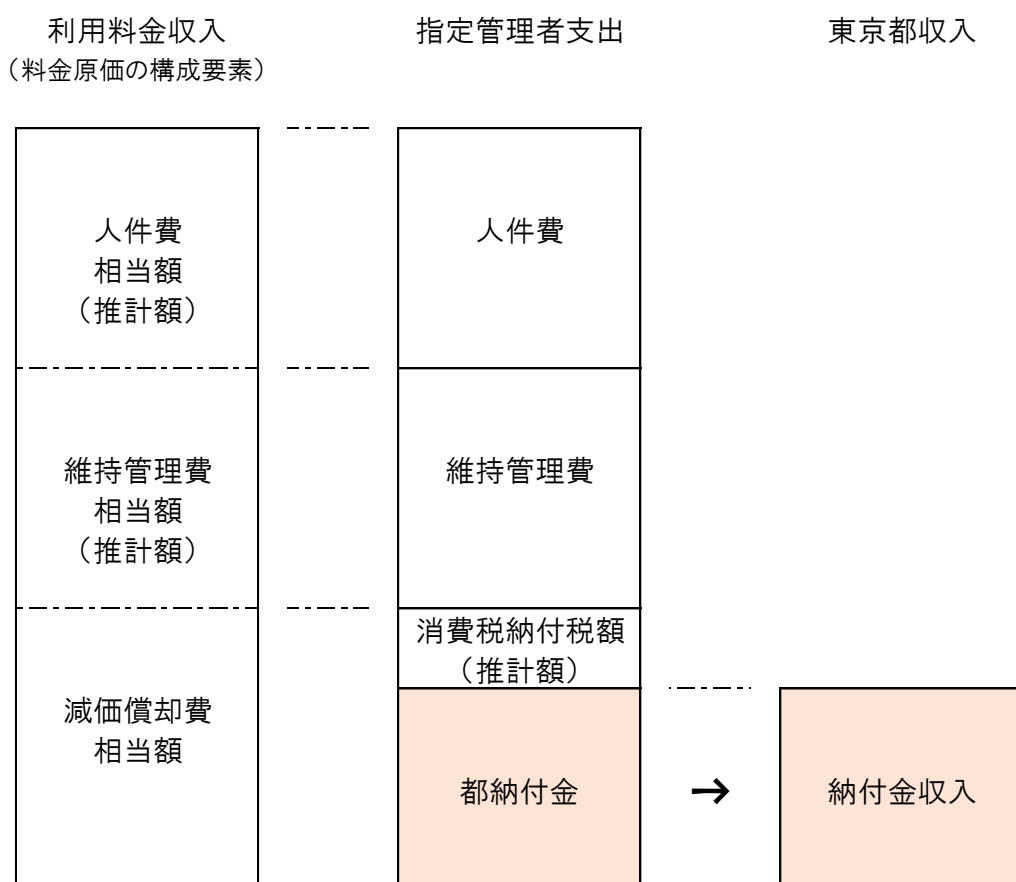 利用料金収入
（料金原価の構成要素）
指定管理者支出
東京都収入
人件費
相当額
（推計額）
人件費
維持管理費
相当額
（推計額）
維持管理費
消費税納付税額
（推計額）
減価償却費
相当額
都納付金
→
納付金収入